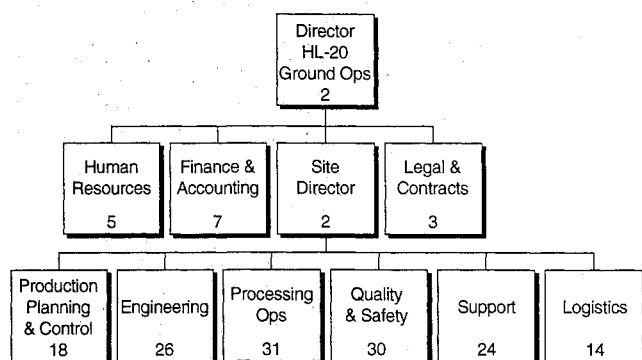 Director
HL-20
Ground Ops
2
Human
Resources
5
Finance &
Accounting
7
Site
Director
2
Legal &
Contracts
3
Production
Planning
& Control
18
Engineering
26
Processing
Ops
31
Quality
& Safety
30
Support
24
Logistics
14